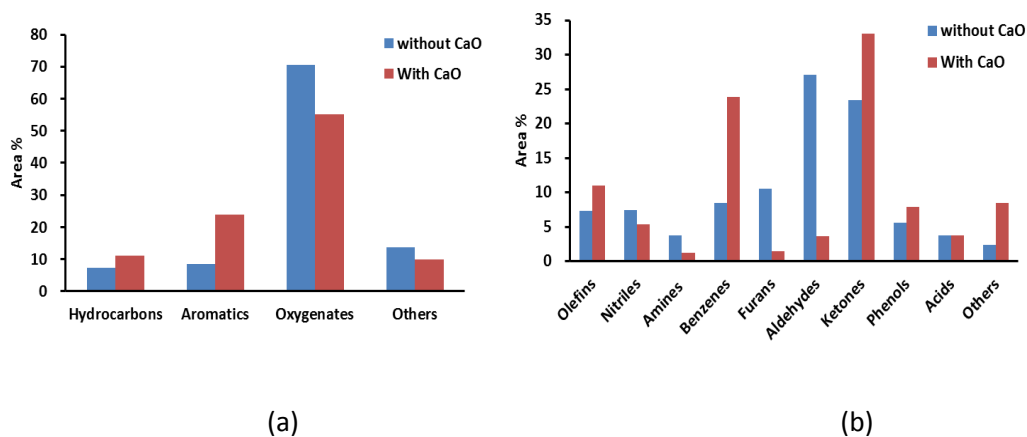 80
70
60
50
40
30
20
10
0
Area %
without CaO
With CaO
Hydrocarbons Aromatics Oxygenates Others
(a)
35
30
25
20
15
10
5
0
Area %
without CaO
With CaO
Olefins
Nitriles
Amines
Benzenes
Furans
Aldehydes
Ketones
Phenols
Acids
Others
(b)